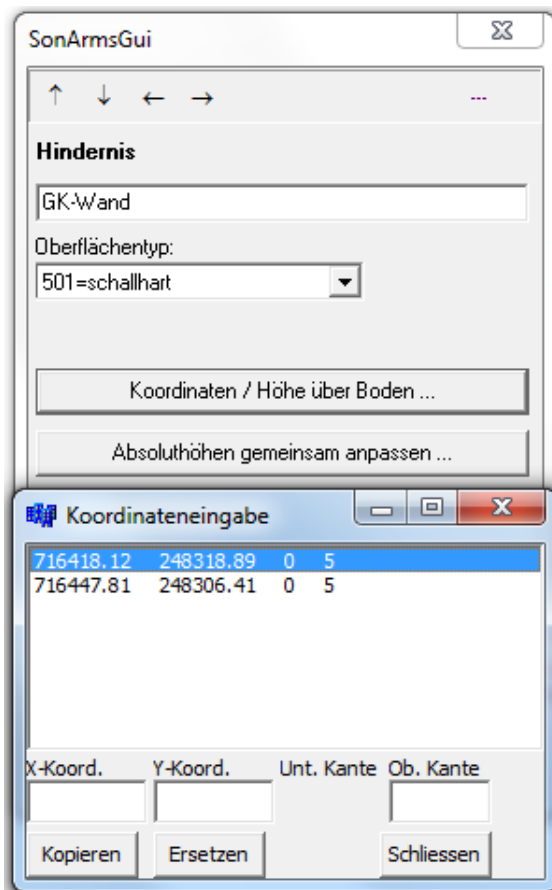 SonArmsGui
↑ ↓ ← → ---
Hindernis
GK-Wand
Oberflächentyp:
501=schallhart
Koordinaten / Höhe über Boden ...
Absoluthöhen gemeinsam anpassen ...
Koordinateneingabe
716418.12 248318.89 0 5
716447.81 248306.41 0 5
X-Koord. Y-Koord. Unt. Kante Ob. Kante
Kopieren Ersetzen Schliessen